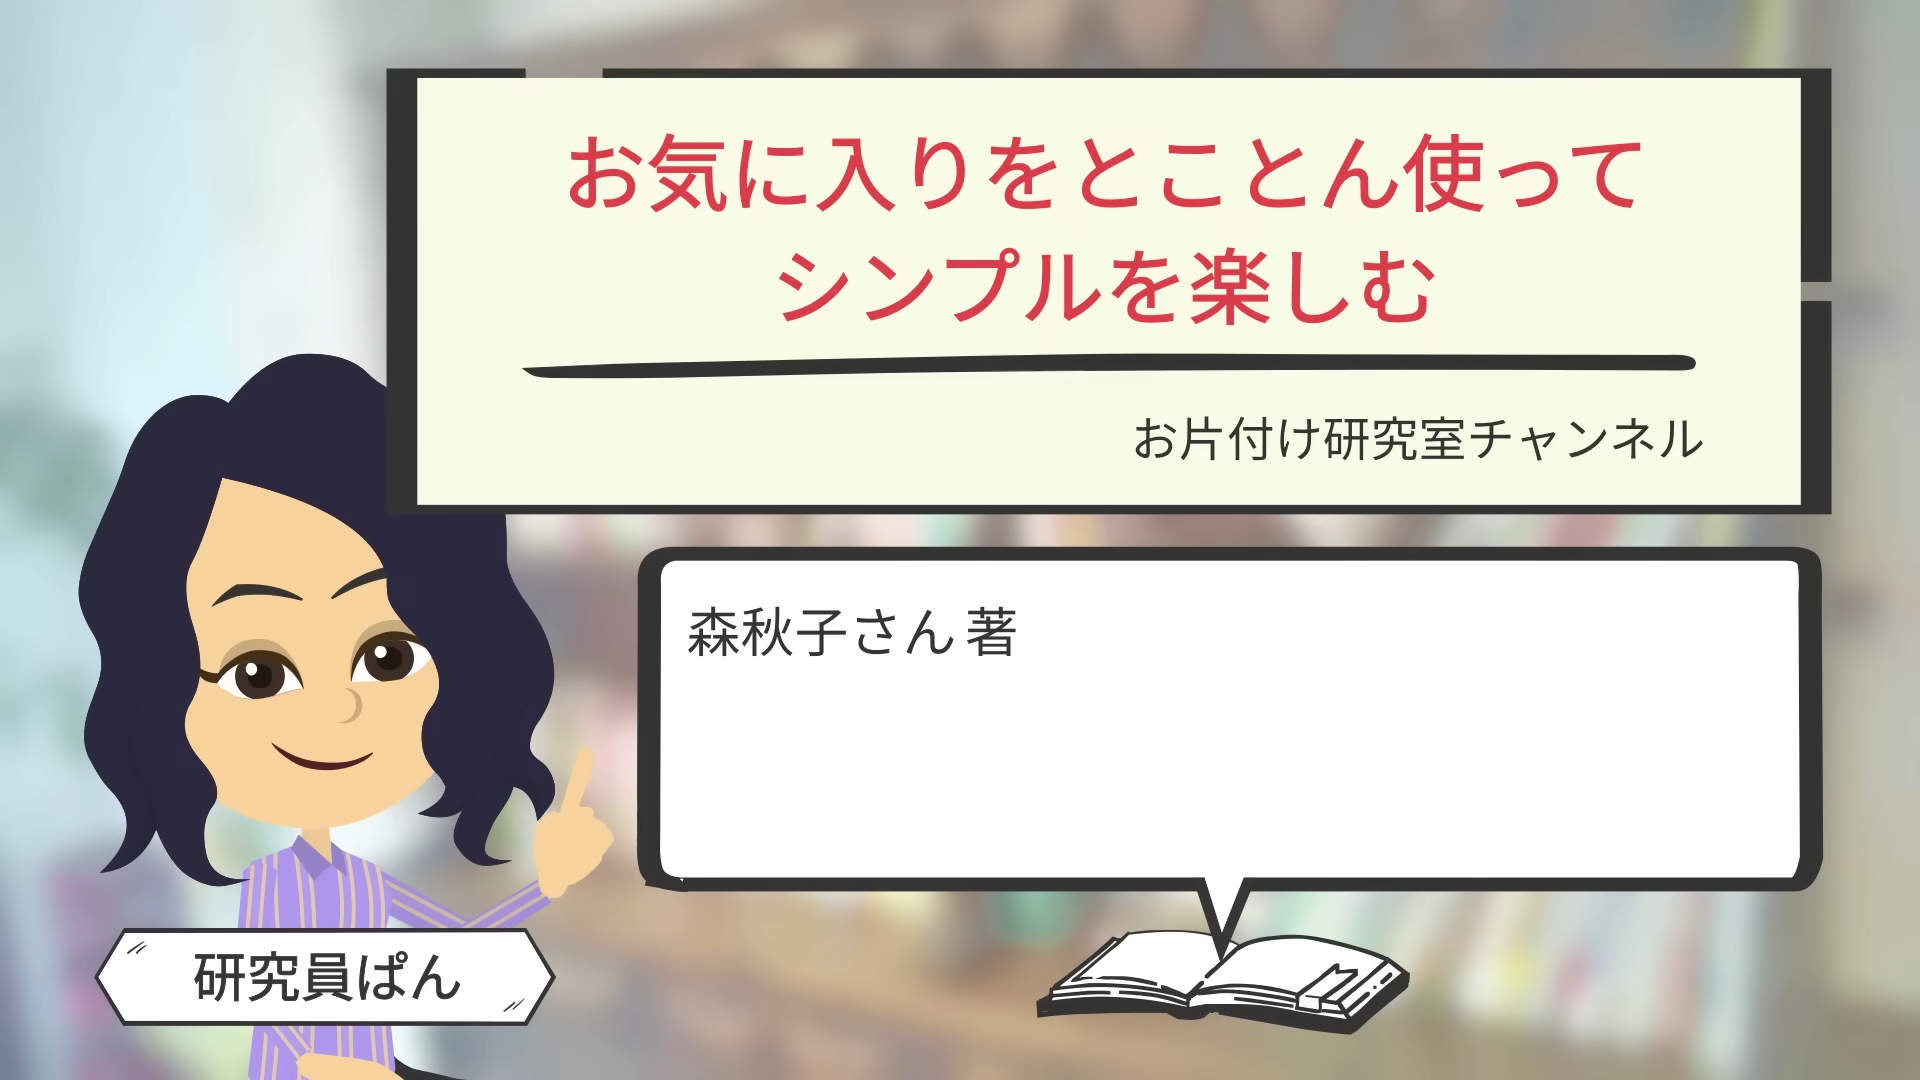 お気に入りをとことん使って
シンプルを楽しむ
お片付け研究室チャンネル
森秋子さん 著
研究員ぱん